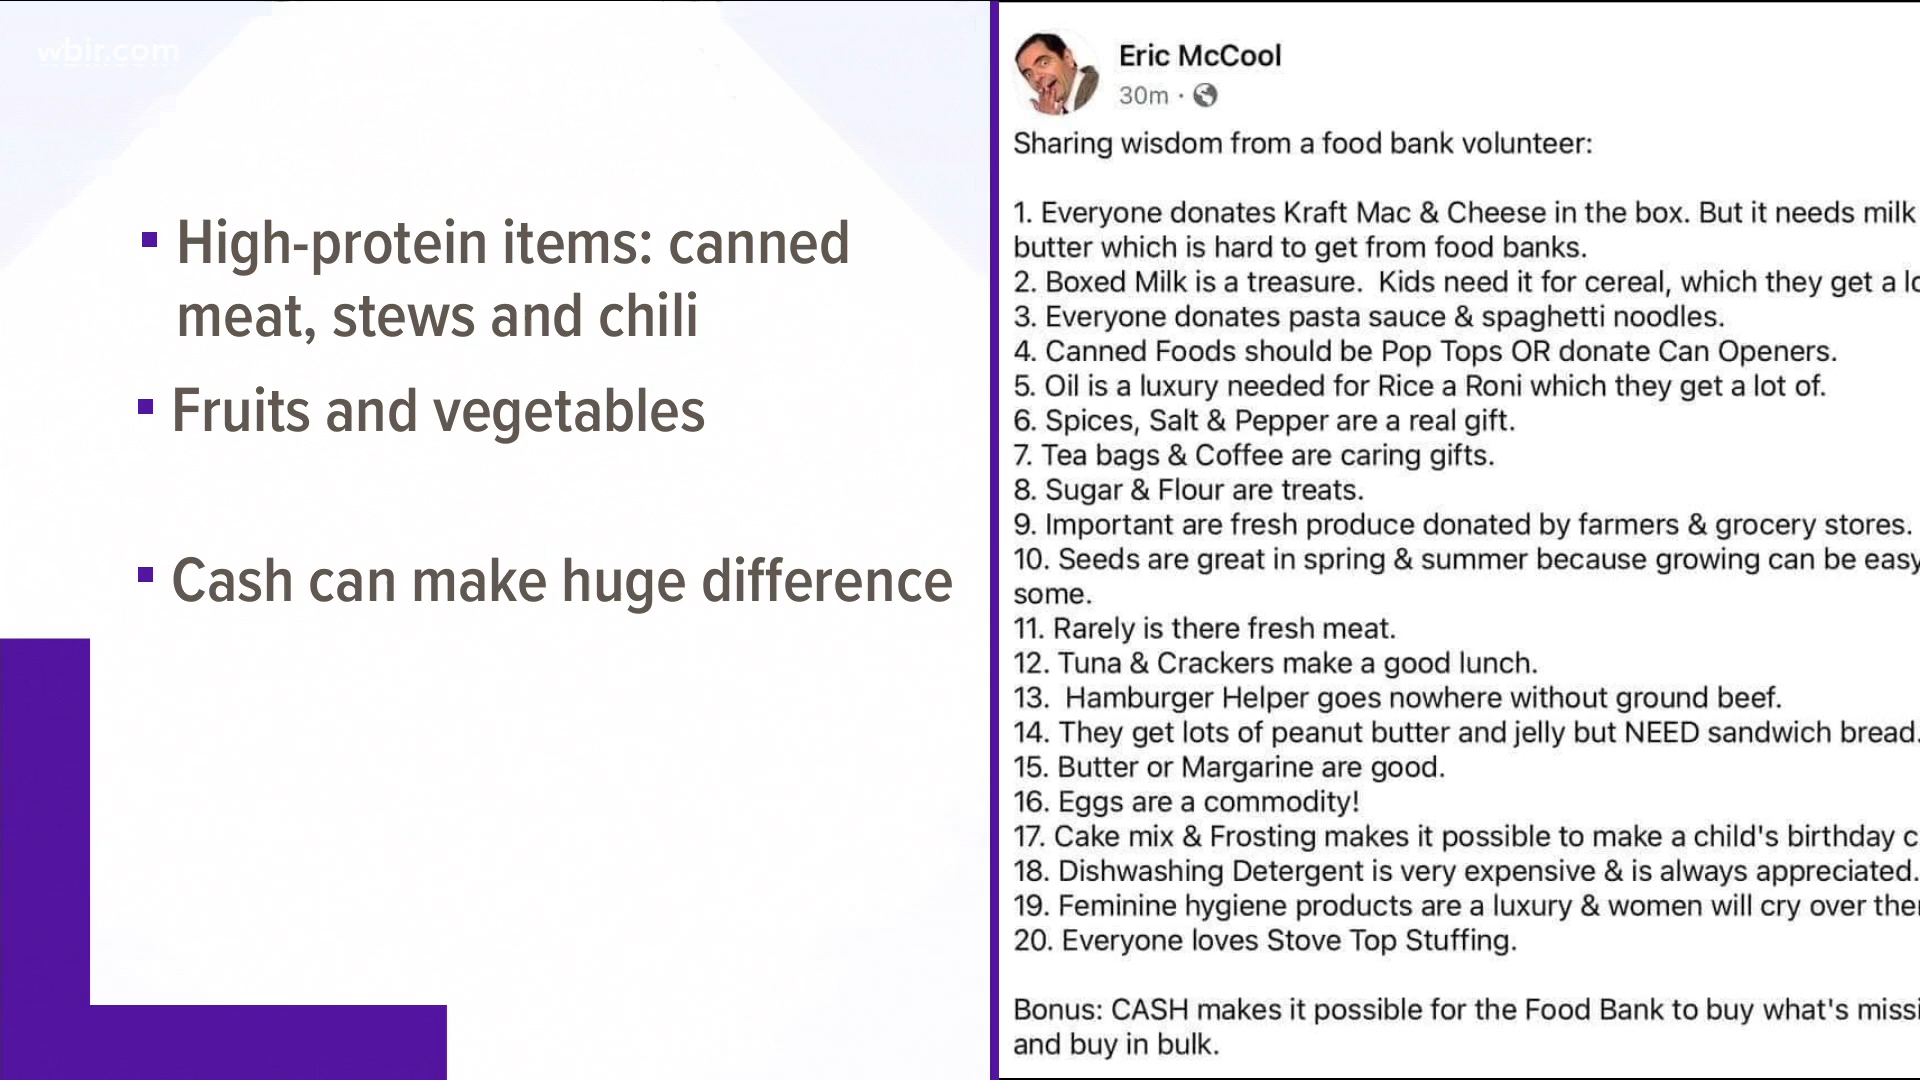 wbir.com
▪ High-protein items: canned
meat, stews and chili
▪ Fruits and vegetables
▪ Cash can make huge difference
Eric McCool
30m ·
Sharing wisdom from a food bank volunteer:
1. Everyone donates Kraft Mac & Cheese in the box. But it needs milk
butter which is hard to get from food banks.
2. Boxed Milk is a treasure.  Kids need it for cereal, which they get a
3. Everyone donates pasta sauce & spaghetti noodles.
4. Canned Foods should be Pop Tops OR donate Can Openers.
5. Oil is a luxury needed for Rice a Roni which they get a lot of.
6. Spices, Salt & Pepper are a real gift.
7. Tea bags & Coffee are caring gifts.
8. Sugar & Flour are treats.
9. Important are fresh produce donated by farmers & grocery stores.
10. Seeds are great in spring & summer because growing can be easy
some.
11. Rarely is there fresh meat.
12. Tuna & Crackers make a good lunch.
13.  Hamburger Helper goes nowhere without ground beef.
14. They get lots of peanut butter and jelly but NEED sandwich bread.
15. Butter or Margarine are good.
16. Eggs are a commodity!
17. Cake mix & Frosting makes it possible to make a child's birthday
18. Dishwashing Detergent is very expensive & is always appreciated.
19. Feminine hygiene products are a luxury & women will cry over
20. Everyone loves Stove Top Stuffing.
Bonus: CASH makes it possible for the Food Bank to buy what's
and buy in bulk.